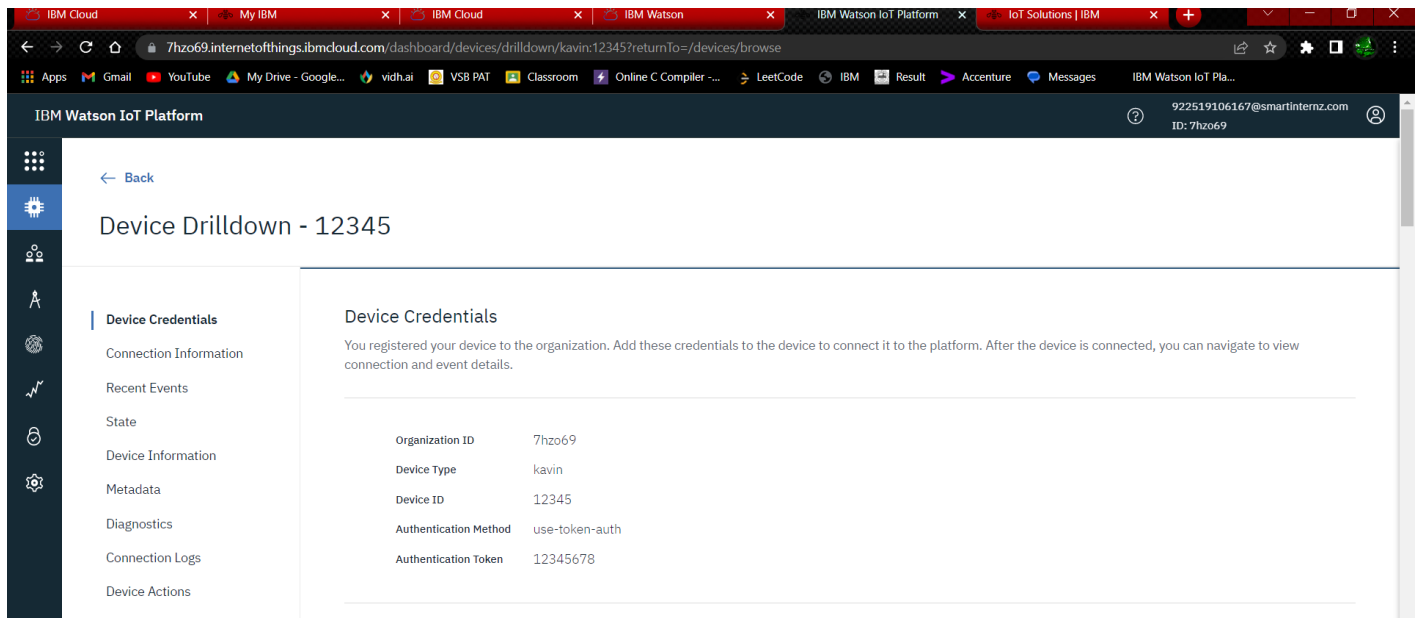 IBM Cloud
My IBM
IBM Cloud
IBM Watson
IBM Watson IoT Platform
IoT Solutions | IBM
7hzo69.internetofthings.ibmcloud.com/dashboard/devices/drilldown/kavin:12345?returnTo=/devices/browse
Apps
Gmail
YouTube
My Drive - Google...
vidh.ai
VSB PAT
Classroom
Online C Compiler -...
LeetCode
IBM
Result
Accenture
Messages
IBM Watson IoT Pla...
IBM Watson IoT Platform
922519106167@smartinternz.com
ID: 7hzo69
Back
Device Drilldown - 12345
Device Credentials
Connection Information
Recent Events
State
Device Information
Metadata
Diagnostics
Connection Logs
Device Actions
Device Credentials
You registered your device to the organization. Add these credentials to the device to connect it to the platform. After the device is connected, you can navigate to view
connection and event details.
Organization ID 7hzo69
Device Type kavin
Device ID 12345
Authentication Method use-token-auth
Authentication Token 12345678